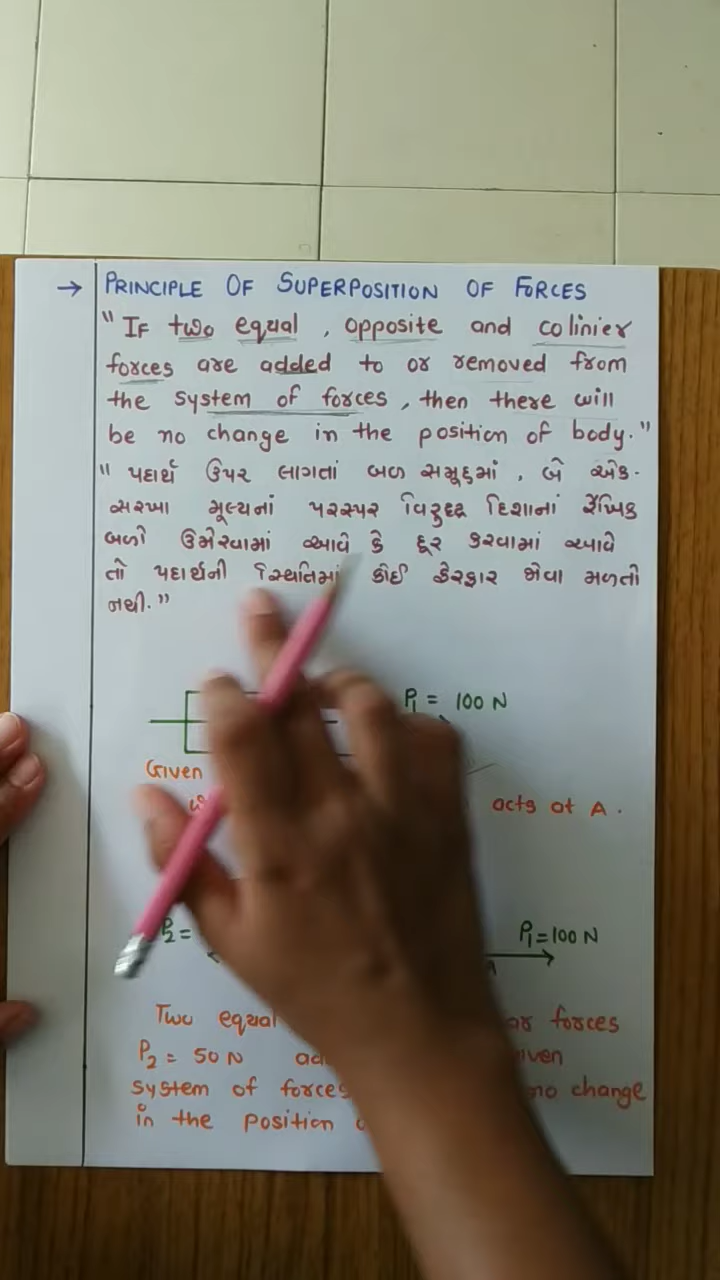 → PRINCIPLE OF SUPERPOSITION OF FORCES
"IF two equal, opposite and colinier
forces are added to or removed from
the system of forces, then there will
be no change in the position of body."
"પદાર્થ ઉપર લાગતાં બળ સમૂહમાં, બે એક-
સરખા મૂલ્યનાં પરસ્પર વિરુદ્ધ દિશાનાં રૈખિક
બળો ઉમેરવામાં આવે કે દૂર કરવામાં આવે
તો પદાર્થની સ્થિતિમાં કોઈ ફેરફાર જોવા મળતો
નથી."
P1 = 100 N
Given
acts at A.
P2 =
P1 = 100 N
Two equal forces
P2 = 50 N
system of forces no change
in the position